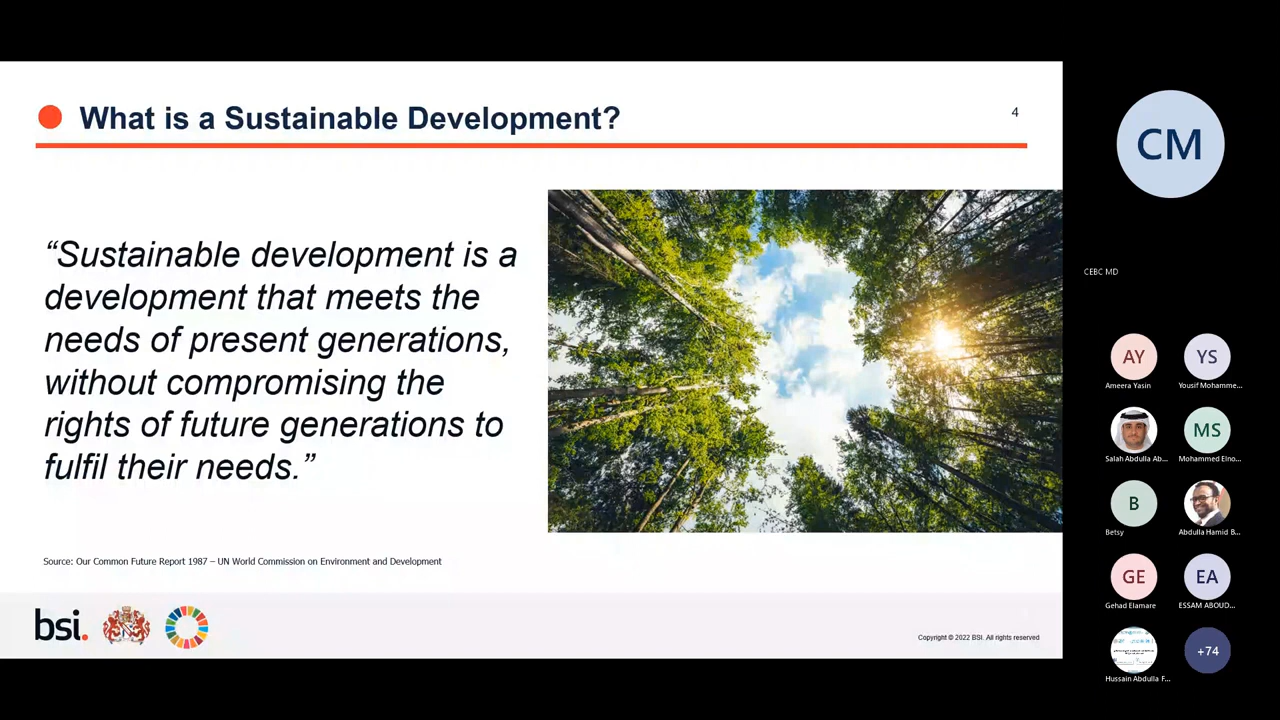 What is a Sustainable Development?
4
“Sustainable development is a
development that meets the
needs of present generations,
without compromising the
rights of future generations to
fulfil their needs.”
Source: Our Common Future Report 1987 – UN World Commission on Environment and Development
bsi.
Copyright © 2022 BSI. All rights reserved
CM
CEBC MD
AY
YS
Ameera Yasin
Yousif Mohamme...
MS
Salah Abdulla Ab...
Mohammed Elno...
B
Betsy
Abdulla Hamid B...
GE
EA
Gehad Elamare
ESSAM ABOUD...
+74
Hussain Abdulla F...